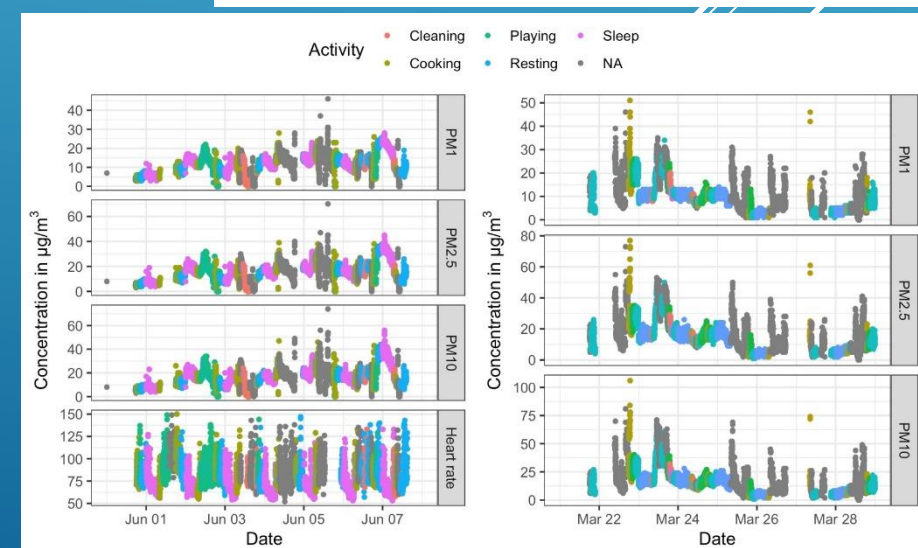 Activity
Cleaning Playing Sleep
Cooking Resting NA
Concentration in µg/m³
40
30
20
10
0
PM1
60
40
20
0
PM2.5
60
40
20
0
PM10
150
125
100
75
50
Heart rate
Jun 01 Jun 03 Jun 05 Jun 07
Date
Concentration in µg/m³
50
40
30
20
10
0
PM1
80
60
40
20
0
PM2.5
100
75
50
25
0
PM10
Mar 22 Mar 24 Mar 26 Mar 28
Date